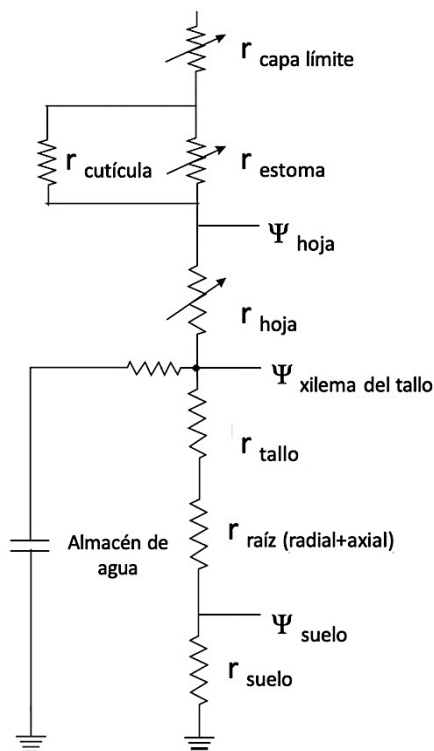 r capa límite
r cutícula
r estoma
Ψ hoja
r hoja
Ψ xilema del tallo
r tallo
r raíz (radial+axial)
Almacén de
agua
Ψ suelo
r suelo